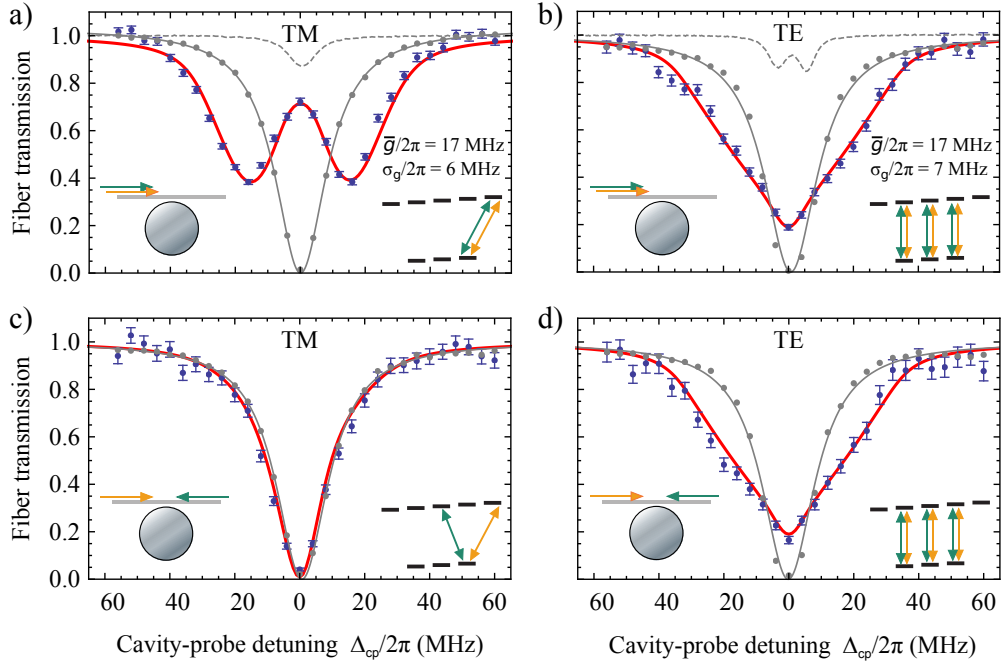 a) TM
b) TE
Fiber transmission
1.0
0.8
0.6
0.4
0.2
0.0
g̅/2π = 17 MHz
σg/2π = 6 MHz
g̅/2π = 17 MHz
σg/2π = 7 MHz
c) TM
d) TE
Fiber transmission
1.0
0.8
0.6
0.4
0.2
0.0
60 40 20 0 20 40 60
60 40 20 0 20 40 60
Cavity-probe detuning Δcp/2π (MHz)
Cavity-probe detuning Δcp/2π (MHz)